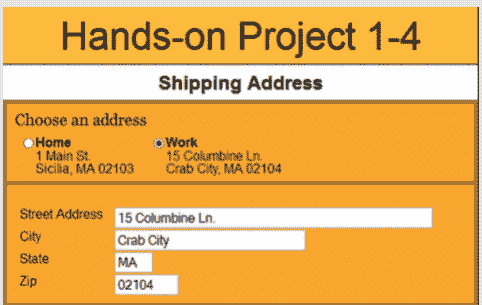 Hands-on Project 1-4
Shipping Address
Choose an address
Home
1 Main St.
Sicilia, MA 02103
Work
15 Columbine Ln.
Crab City, MA 02104
Street Address 15 Columbine Ln.
City Crab City
State MA
Zip 02104